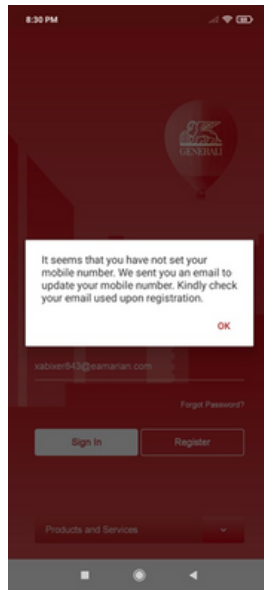 8:30 PM
GENERALI
It seems that you have not set your
mobile number. We sent you an email to
update your mobile number. Kindly check
your email used upon registration.
OK
xabixer843@eamarian.com
Forgot Password?
Sign In
Register
Products and Services